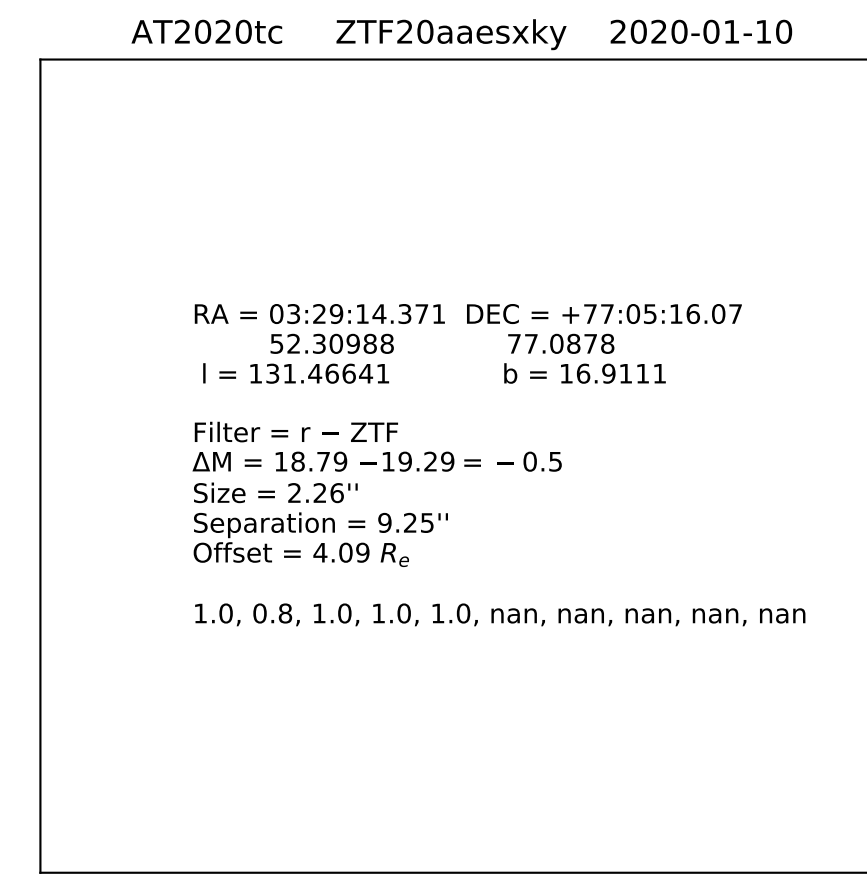 AT2020tc ZTF20aaesxky 2020-01-10
RA = 03:29:14.371 DEC = +77:05:16.07
52.30988 77.0878
l = 131.46641 b = 16.9111
Filter = r − ZTF
ΔM = 18.79 −19.29 = − 0.5
Size = 2.26''
Separation = 9.25''
Offset = 4.09 Rₑ
1.0, 0.8, 1.0, 1.0, 1.0, nan, nan, nan, nan, nan